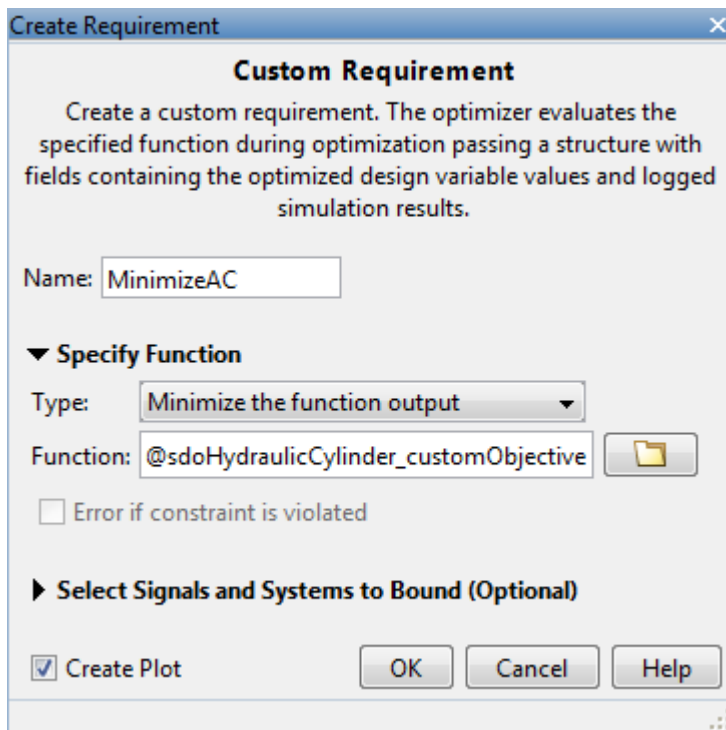 Create Requirement
Custom Requirement
Create a custom requirement. The optimizer evaluates the
specified function during optimization passing a structure with
fields containing the optimized design variable values and logged
simulation results.
Name: MinimizeAC
Specify Function
Type: Minimize the function output
Function: @sdoHydraulicCylinder_customObjective
Error if constraint is violated
Select Signals and Systems to Bound (Optional)
Create Plot OK Cancel Help